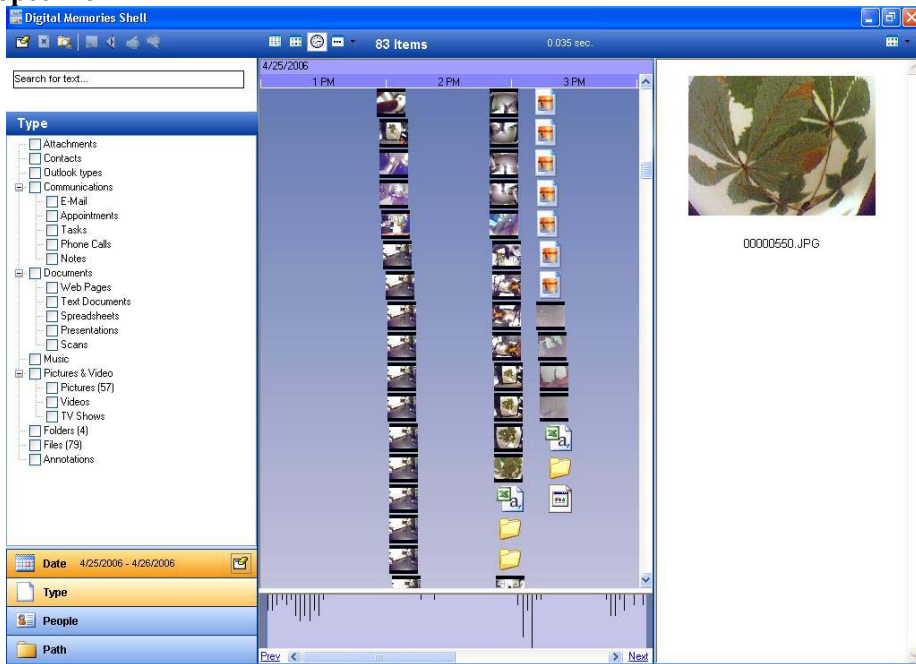 Digital Memories Shell
83 Items
0.035 sec.
Search for text...
Type
Attachments
Contacts
Outlook types
Communications
E-Mail
Appointments
Tasks
Phone Calls
Notes
Documents
Web Pages
Text Documents
Spreadsheets
Presentations
Scans
Music
Pictures & Video
Pictures (57)
Videos
TV Shows
Folders (4)
Files (79)
Annotations
Date 4/25/2006 - 4/26/2006
Type
People
Path
4/25/2006
1 PM 2 PM 3 PM
a,
a,
Prev Next
00000550.JPG